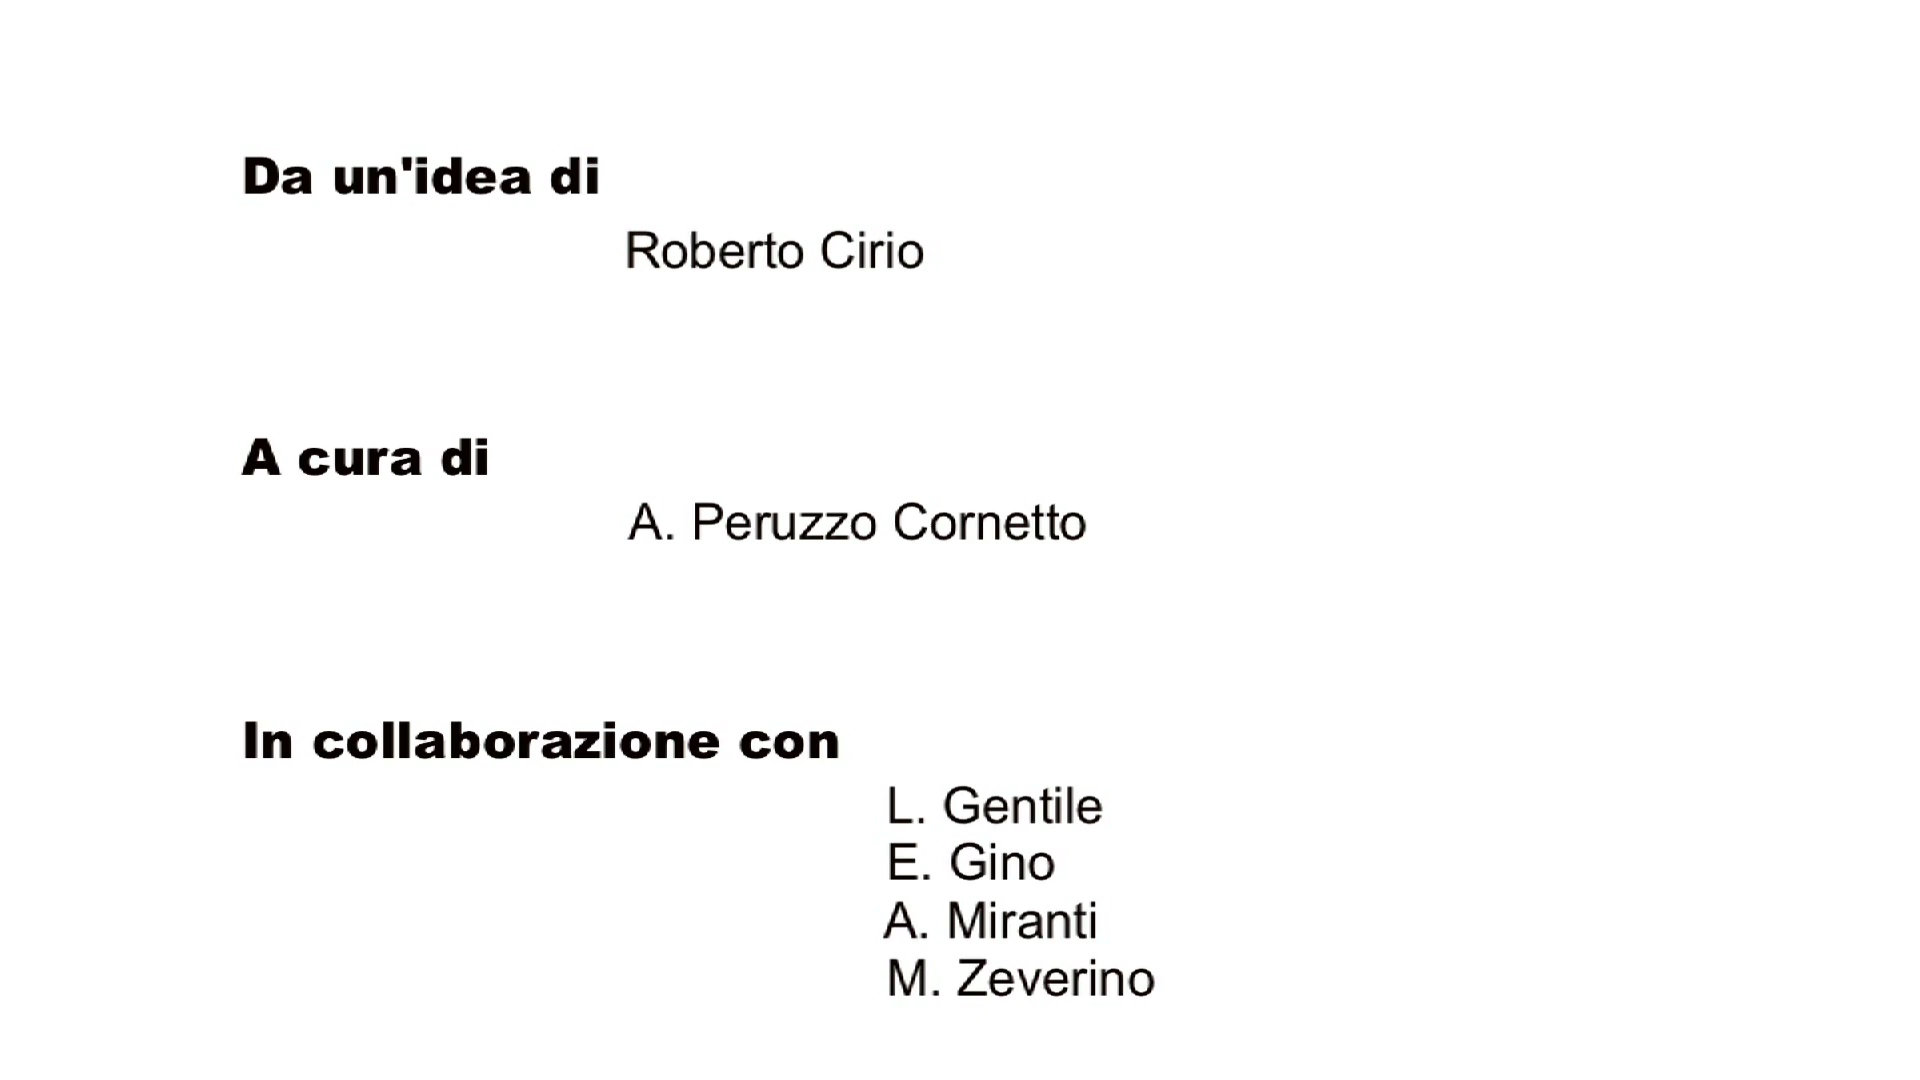 Da un'idea di
Roberto Cirio
A cura di
A. Peruzzo Cornetto
In collaborazione con
L. Gentile
E. Gino
A. Miranti
M. Zeverino